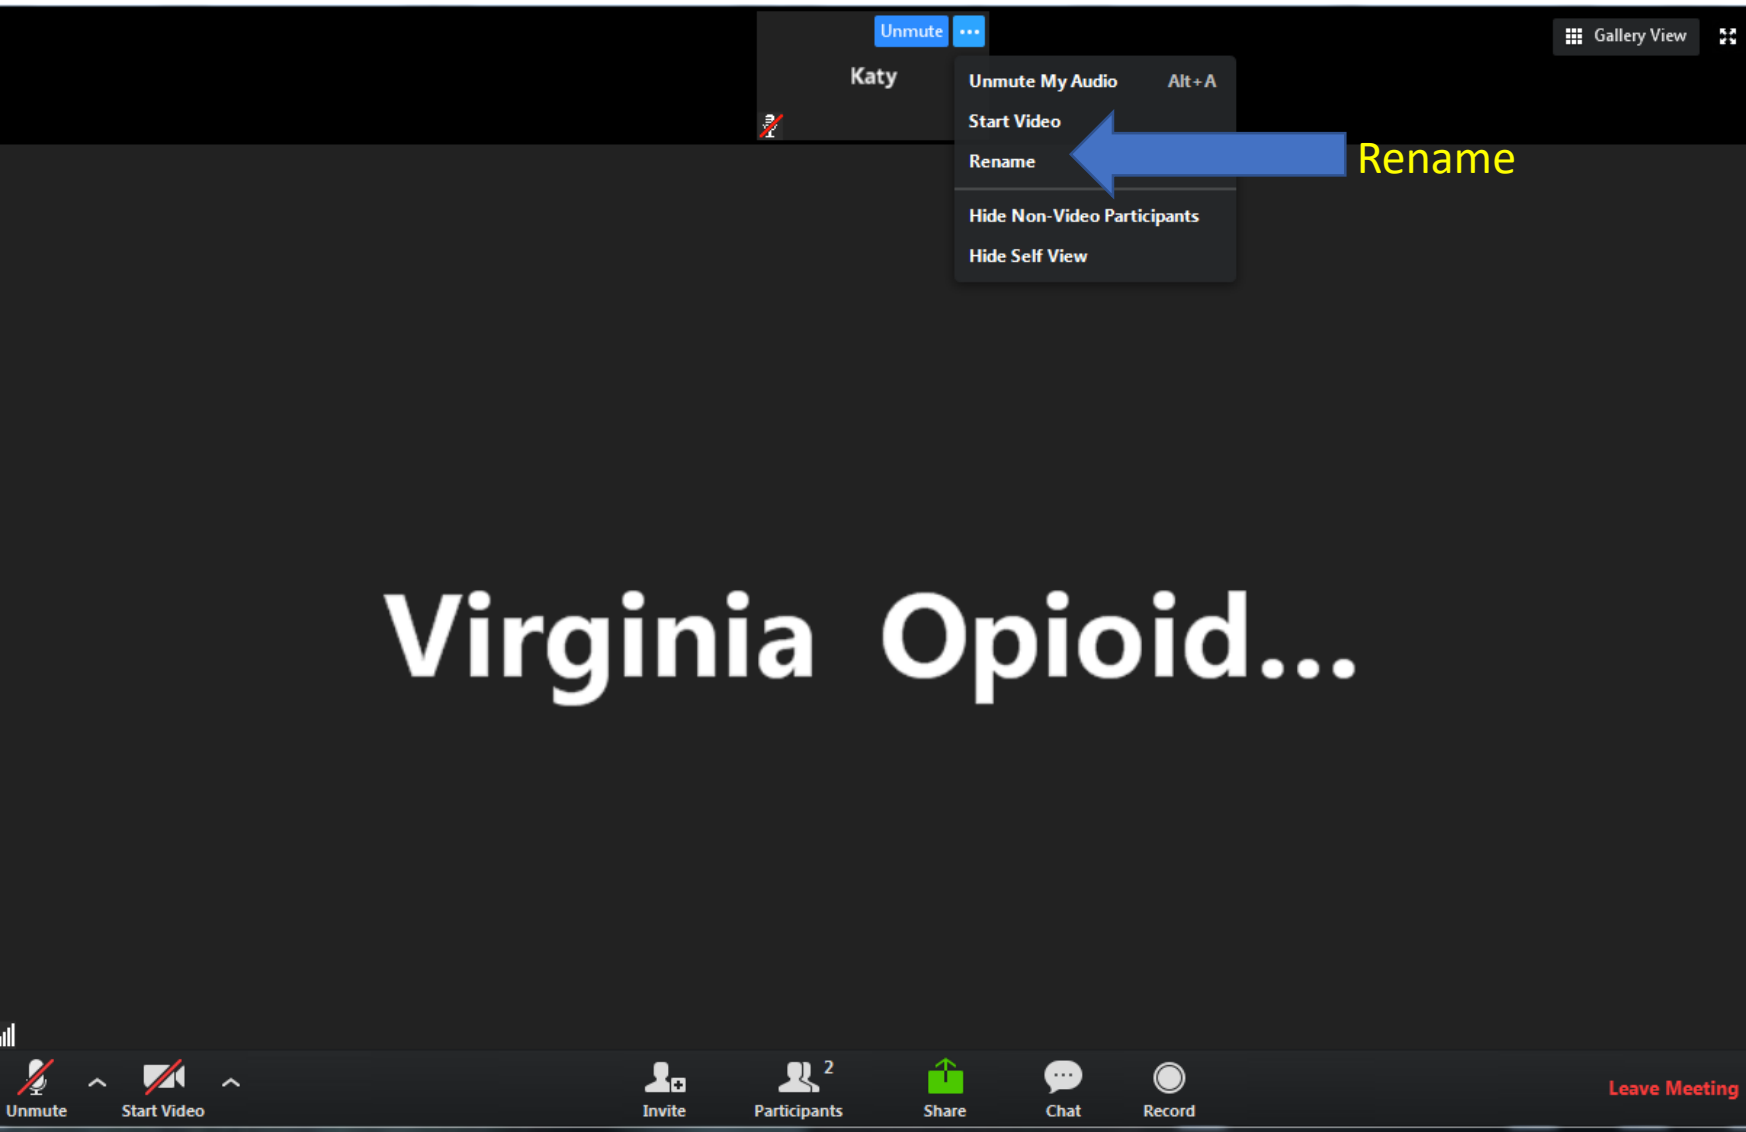 Unmute ...
Gallery View
Katy
Unmute My Audio Alt+A
Start Video
Rename
Rename
Hide Non-Video Participants
Hide Self View
Virginia Opioid...
2
Unmute
Start Video
Invite
Participants
Share
Chat
Record
Leave Meeting